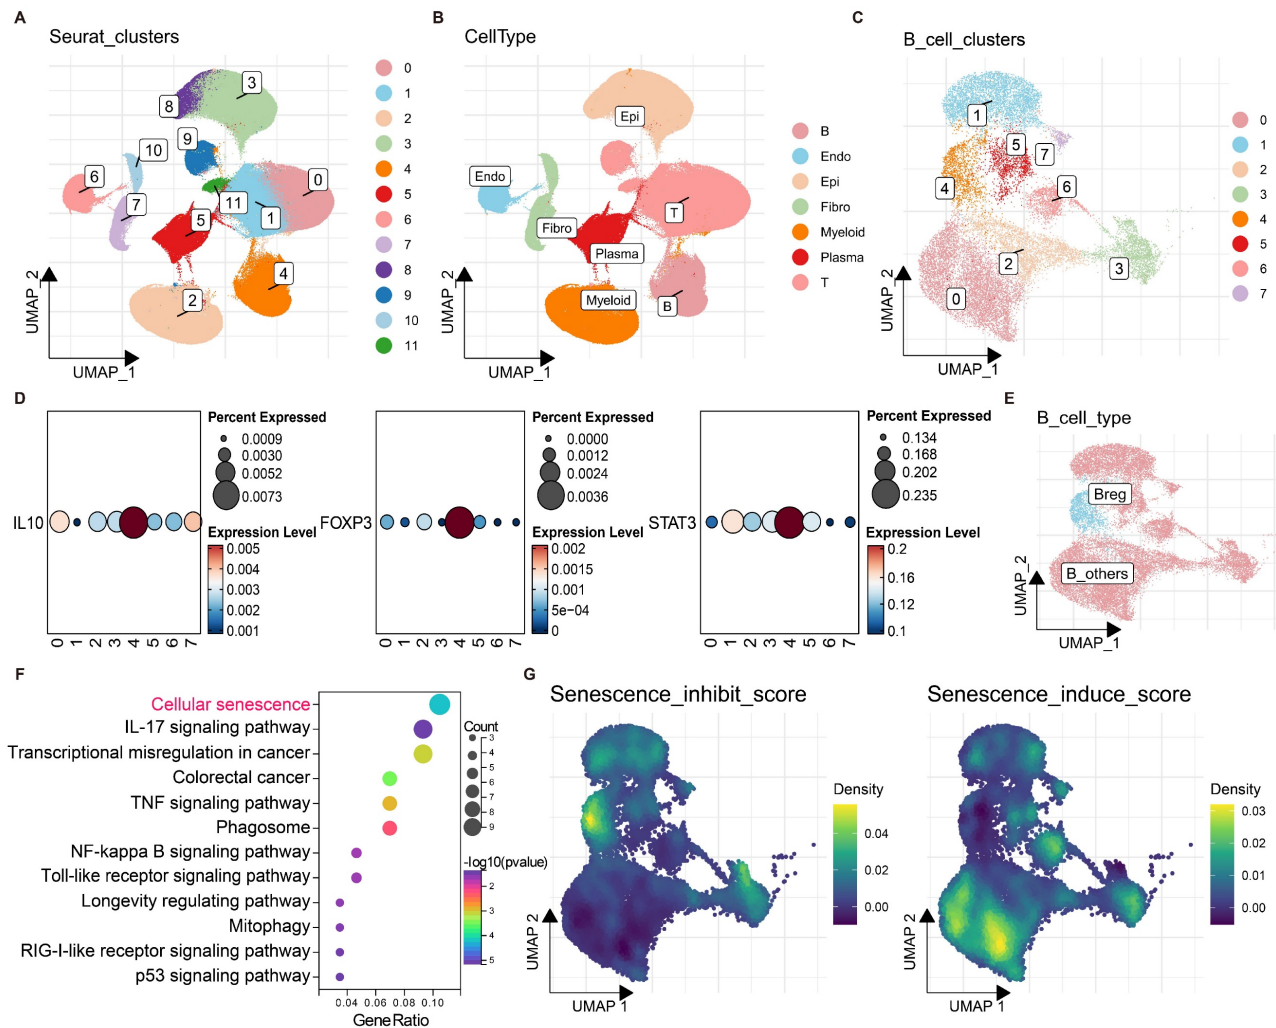 A
Seurat_clusters
3
8
9
10
6
0
7
11
5
1
4
2
UMAP_2
UMAP_1
0
1
2
3
4
5
6
7
8
9
10
11
B
CellType
Epi
Endo
T
Fibro
Plasma
Myeloid
B
UMAP_2
UMAP_1
B
Endo
Epi
Fibro
Myeloid
Plasma
T
C
B_cell_clusters
1
5
7
4
6
2
3
0
UMAP_2
UMAP_1
0
1
2
3
4
5
6
7
D
IL10
0 1 2 3 4 5 6 7
Percent Expressed
0.0009
0.0030
0.0052
0.0073
Expression Level
0.005
0.004
0.003
0.002
0.001
FOXP3
0 1 2 3 4 5 6 7
Percent Expressed
0.0000
0.0012
0.0024
0.0036
Expression Level
0.002
0.0015
0.001
5e−04
0
STAT3
0 1 2 3 4 5 6 7
Percent Expressed
0.134
0.168
0.202
0.235
Expression Level
0.2
0.16
0.12
0.1
E
B_cell_type
Breg
B_others
UMAP_2
UMAP_1
F
Cellular senescence
IL-17 signaling pathway
Transcriptional misregulation in cancer
Colorectal cancer
TNF signaling pathway
Phagosome
NF-kappa B signaling pathway
Toll-like receptor signaling pathway
Longevity regulating pathway
Mitophagy
RIG-I-like receptor signaling pathway
p53 signaling pathway
0.04 0.06 0.08 0.10
GeneRatio
Count
3
4
5
6
7
8
9
-log10(pvalue)
2
3
4
5
G
Senescence_inhibit_score
UMAP 2
UMAP 1
Density
0.04
0.02
0.00
Senescence_induce_score
UMAP 2
UMAP 1
Density
0.03
0.02
0.01
0.00